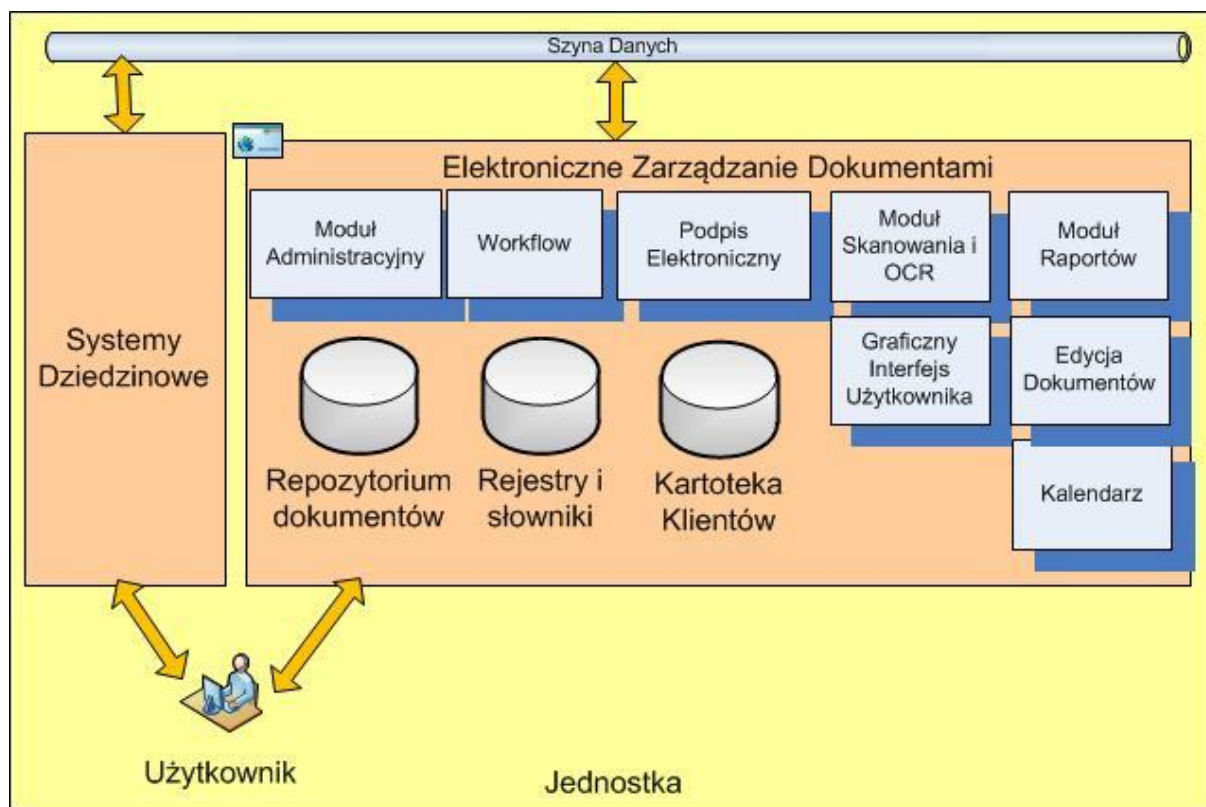 Szyna Danych
Elektroniczne Zarządzanie Dokumentami
Moduł
Administracyjny
Workflow
Podpis
Elektroniczny
Moduł
Skanowania i
OCR
Moduł
Raportów
Systemy
Dziedzinowe
Graficzny
Interfejs
Użytkownika
Edycja
Dokumentów
Repozytorium
dokumentów
Rejestry i
słowniki
Kartoteka
Klientów
Kalendarz
Użytkownik
Jednostka